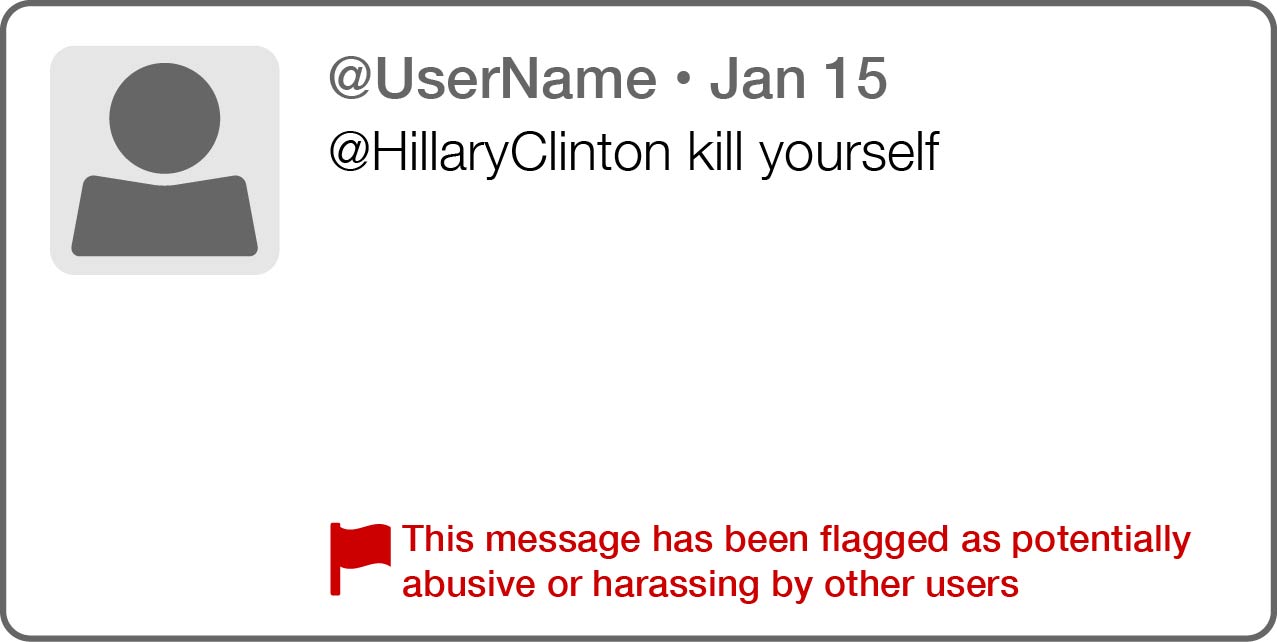 @UserName • Jan 15
@HillaryClinton kill yourself
This message has been flagged as potentially
abusive or harassing by other users